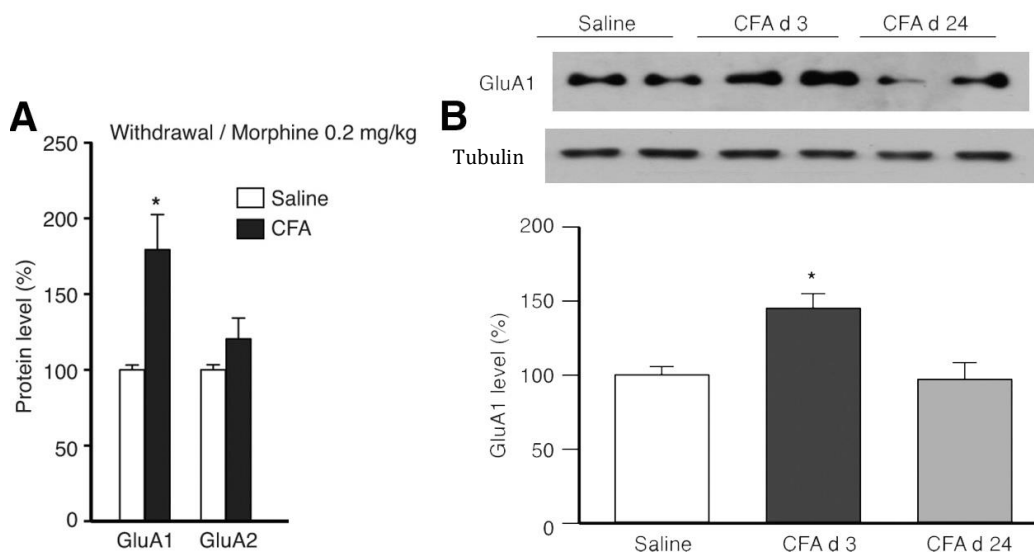 A
Withdrawal / Morphine 0.2 mg/kg
250
200
150
100
50
0
Protein level (%)
*
Saline
CFA
GluA1 GluA2
B
Saline CFA d 3 CFA d 24
GluA1
Tubulin
200
150
100
50
0
GluA1 level (%)
*
Saline CFA d 3 CFA d 24